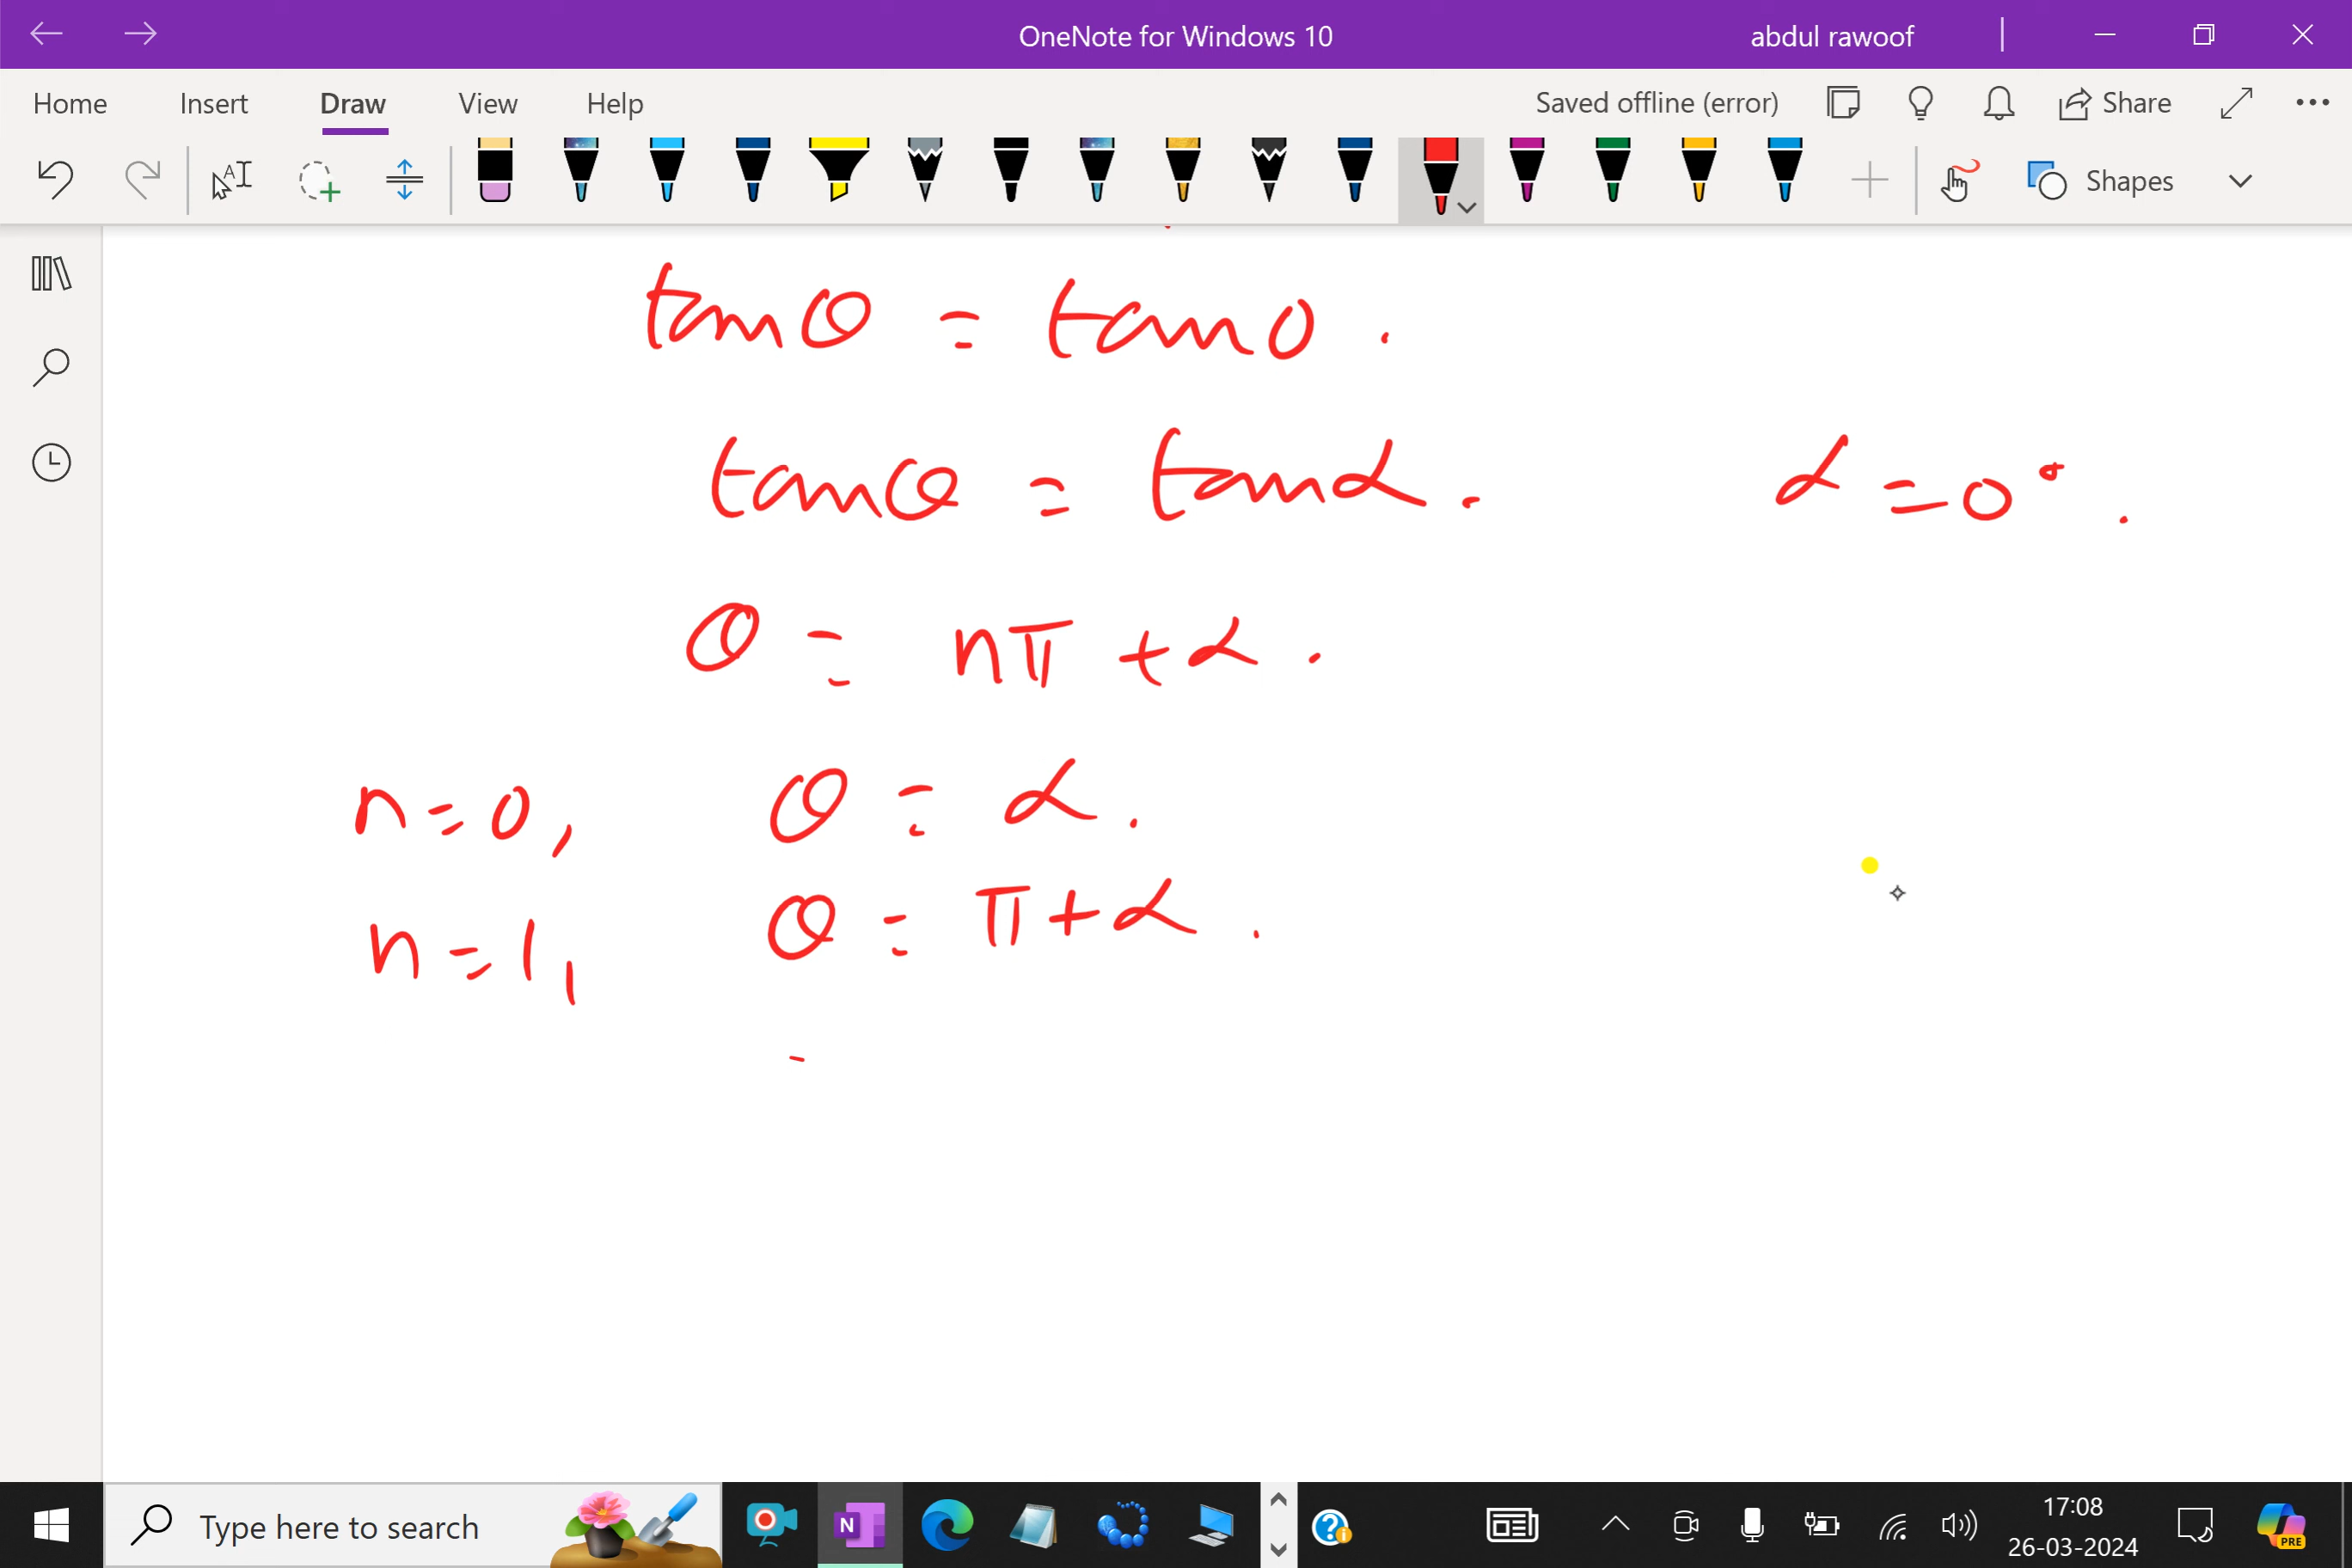 OneNote for Windows 10
abdul rawoof
Home Insert Draw View Help
Saved offline (error)
Share
Shapes
tanθ = tan0.
tanθ = tanα. α = 0°.
θ = nπ + α.
n=0, θ = α.
n=1, θ = π+α.
Type here to search
17:08
26-03-2024
PRE